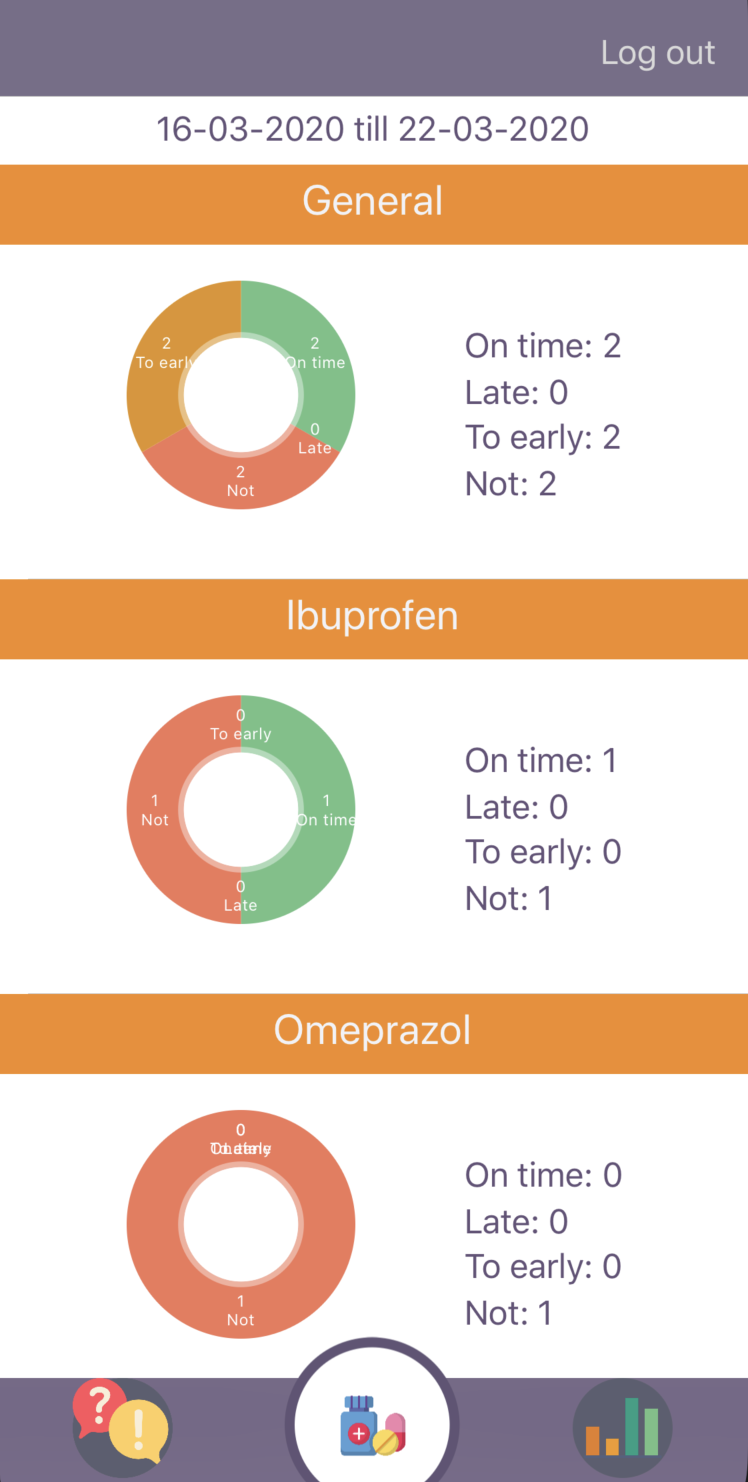 Log out
16-03-2020 till 22-03-2020
General
2
To early
2
On time
0
Late
2
Not
On time: 2
Late: 0
To early: 2
Not: 2
Ibuprofen
0
To early
1
Not
1
On time
0
Late
On time: 1
Late: 0
To early: 0
Not: 1
Omeprazol
0
1
Not
On time: 0
Late: 0
To early: 0
Not: 1
?
!